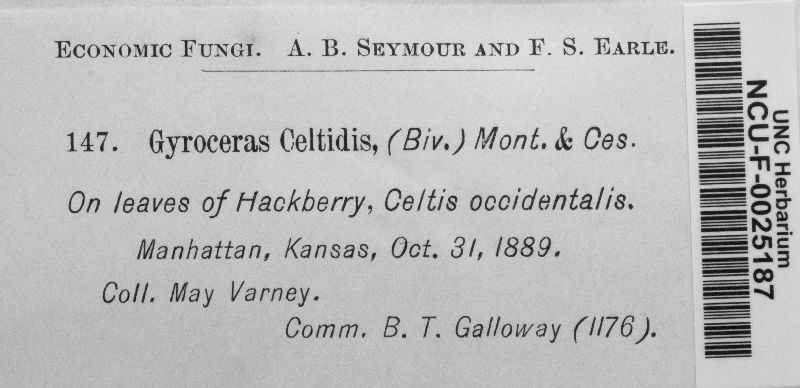 Economic Fungi. A. B. Seymour and F. S. Earle.
147. Gyroceras Celtidis, (Biv.) Mont. & Ces.
On leaves of Hackberry, Celtis occidentalis.
Manhattan, Kansas, Oct. 31, 1889.
Coll. May Varney.
Comm. B. T. Galloway (1176).
UNC Herbarium
NCU-F-0025187